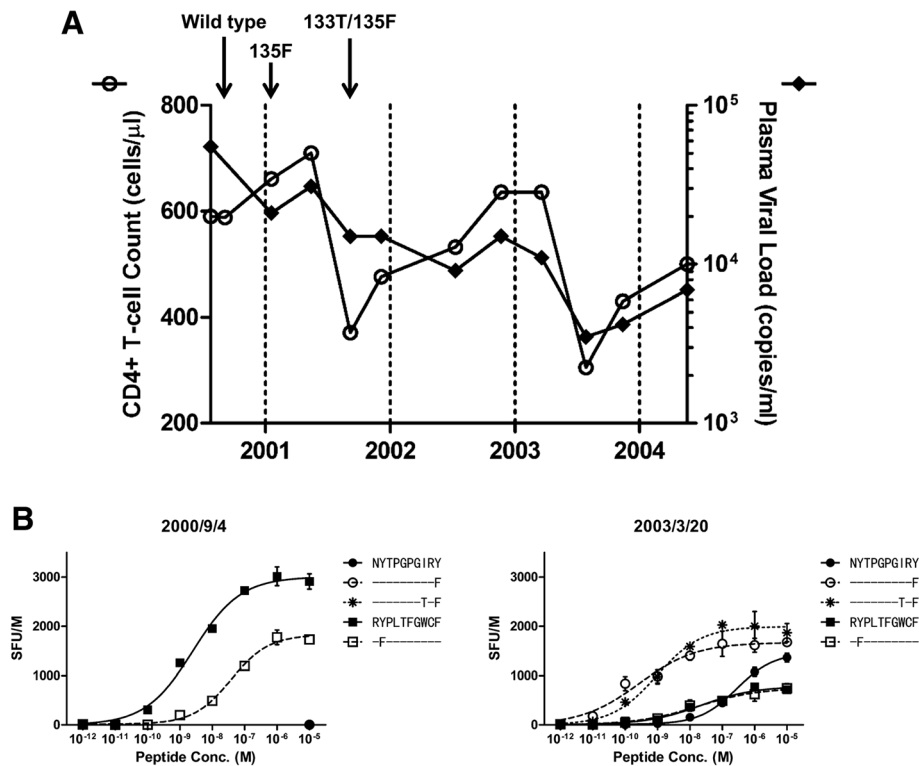 A
Wild type
135F
133T/135F
CD4+ T-cell Count (cells/μl)
800
600
400
200
10^5
10^4
10^3
Plasma Viral Load (copies/ml)
2001
2002
2003
2004
B
2000/9/4
SFU/M
3000
2000
1000
0
10^-12
10^-11
10^-10
10^-9
10^-8
10^-7
10^-6
10^-5
Peptide Conc. (M)
NYTPGPGIRY
---------F
-------T-F
RYPLTFGWCF
-F--------
2003/3/20
SFU/M
3000
2000
1000
0
10^-12
10^-11
10^-10
10^-9
10^-8
10^-7
10^-6
10^-5
Peptide Conc. (M)
NYTPGPGIRY
---------F
-------T-F
RYPLTFGWCF
-F--------